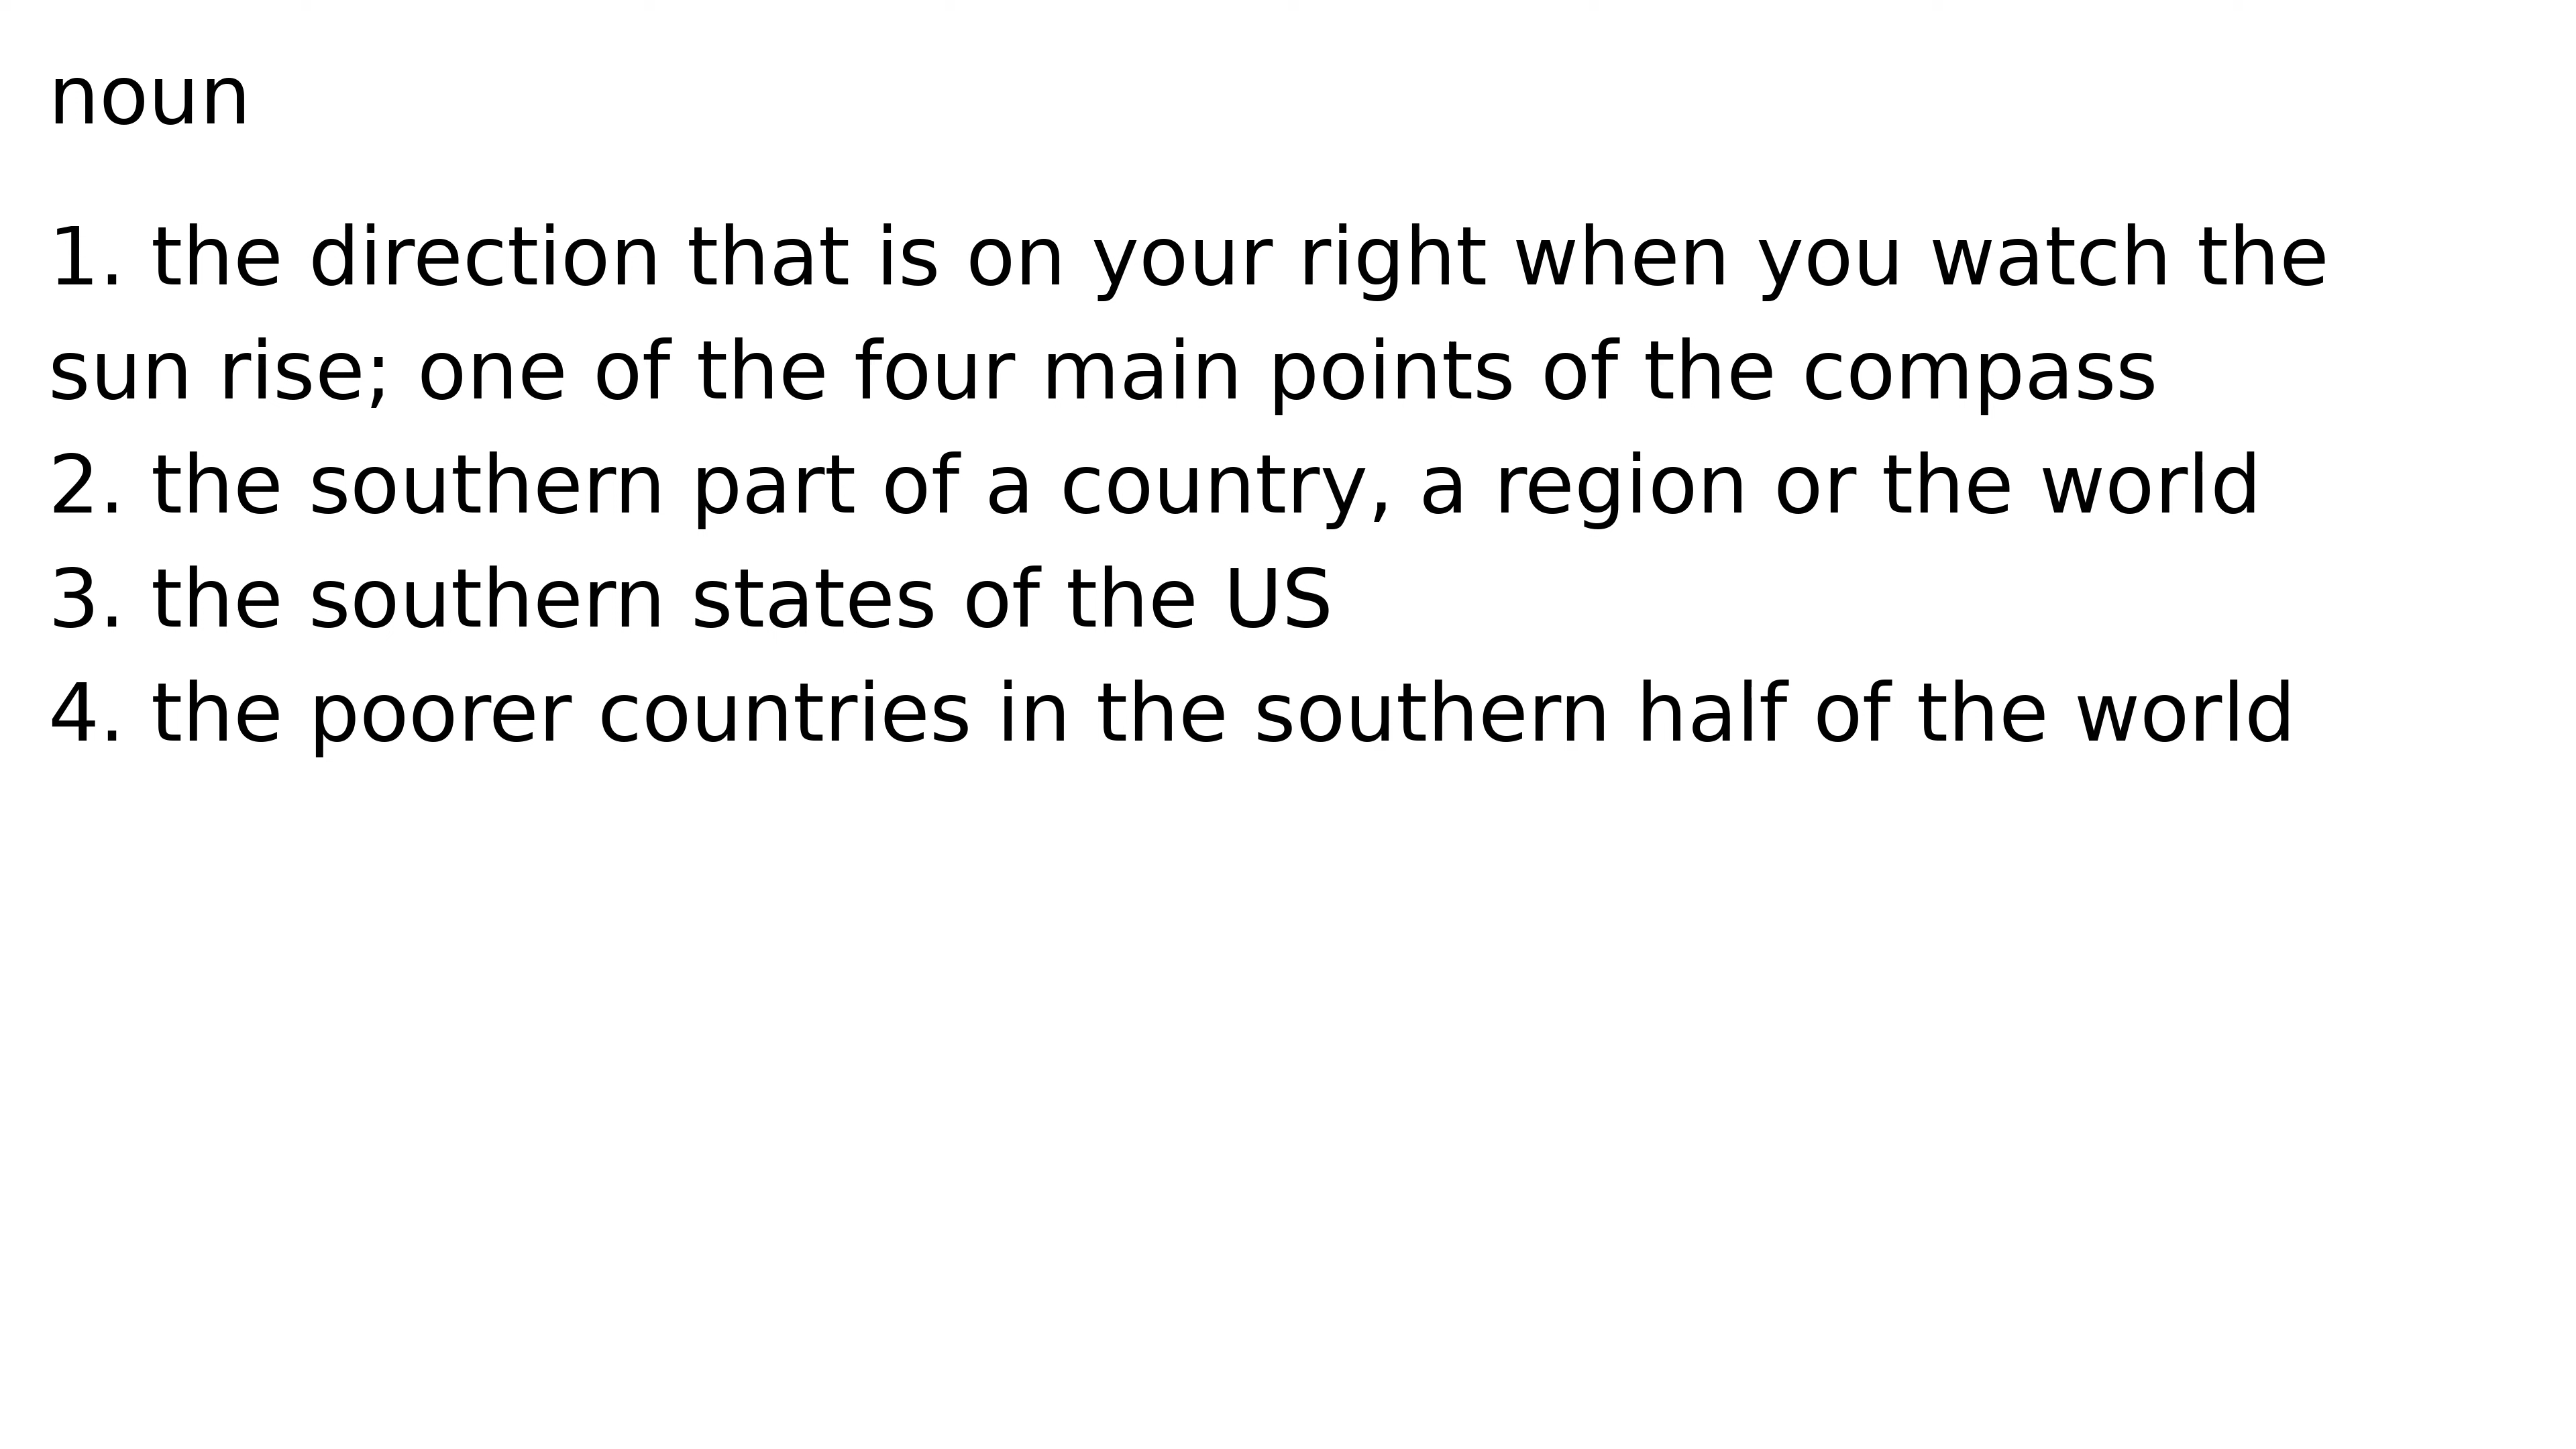 noun
1. the direction that is on your right when you watch the
sun rise; one of the four main points of the compass
2. the southern part of a country, a region or the world
3. the southern states of the US
4. the poorer countries in the southern half of the world